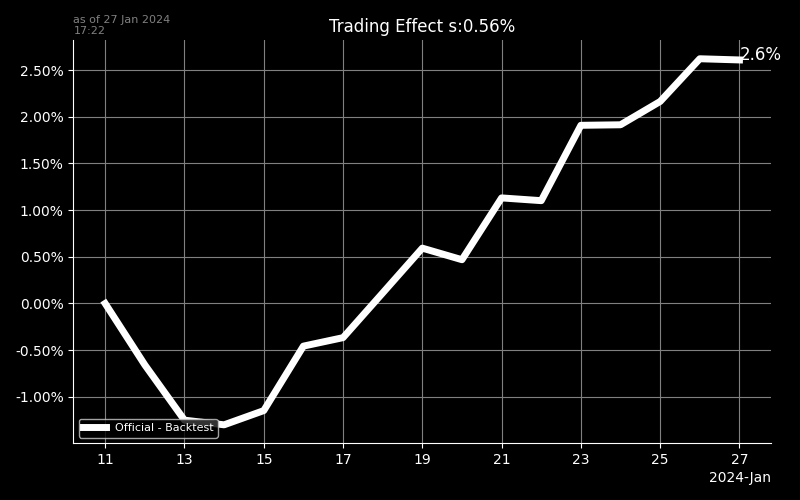 as of 27 Jan 2024
17:22
Trading Effect s:0.56%
2.6%
2.50%
2.00%
1.50%
1.00%
0.50%
0.00%
-0.50%
-1.00%
Official - Backtest
11 13 15 17 19 21 23 25 27
2024-Jan